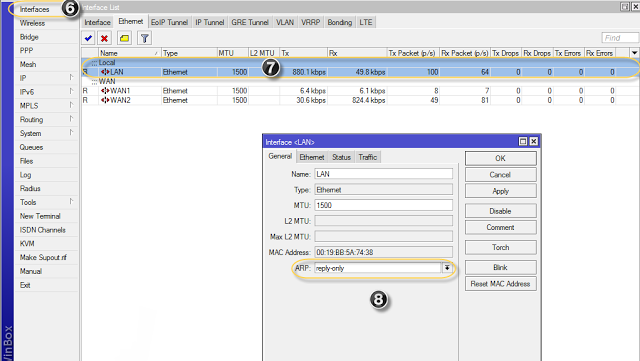 Interfaces
6
Wireless
Bridge
PPP
Mesh
IP
IPv6
MPLS
Routing
System
Queues
Files
Log
Radius
Tools
New Terminal
ISDN Channels
KVM
Make Supout.rif
Manual
Exit
WinBox
Interface List
Interface Ethernet EoIP Tunnel IP Tunnel GRE Tunnel VLAN VRRP Bonding LTE
Find
Name Type MTU L2 MTU Tx Rx Tx Packet (p/s) Rx Packet (p/s) Tx Drops Rx Drops Tx Errors Rx Errors
::: Local
7
R LAN Ethernet 1500 880.1 kbps 49.8 kbps 100 64 0 0 0 0
::: WAN
R WAN1 Ethernet 1500 6.4 kbps 6.1 kbps 8 7 0 0 0 0
R WAN2 Ethernet 1500 30.6 kbps 824.4 kbps 49 81 0 0 0 0
Interface <LAN>
General Ethernet Status Traffic
Name: LAN
Type: Ethernet
MTU: 1500
L2 MTU:
Max L2 MTU:
MAC Address: 00:19:BB:5A:74:38
ARP: reply-only
8
OK
Cancel
Apply
Disable
Comment
Torch
Blink
Reset MAC Address